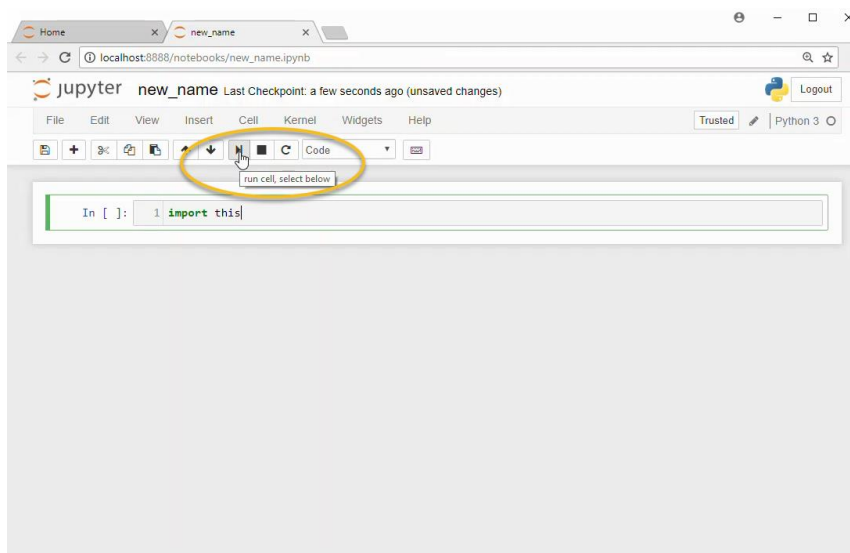 Home
new_name
localhost:8888/notebooks/new_name.ipynb
jupyter new_name Last Checkpoint: a few seconds ago (unsaved changes)
Logout
File Edit View Insert Cell Kernel Widgets Help
Trusted Python 3
Code
run cell, select below
In [ ]: 1 import this